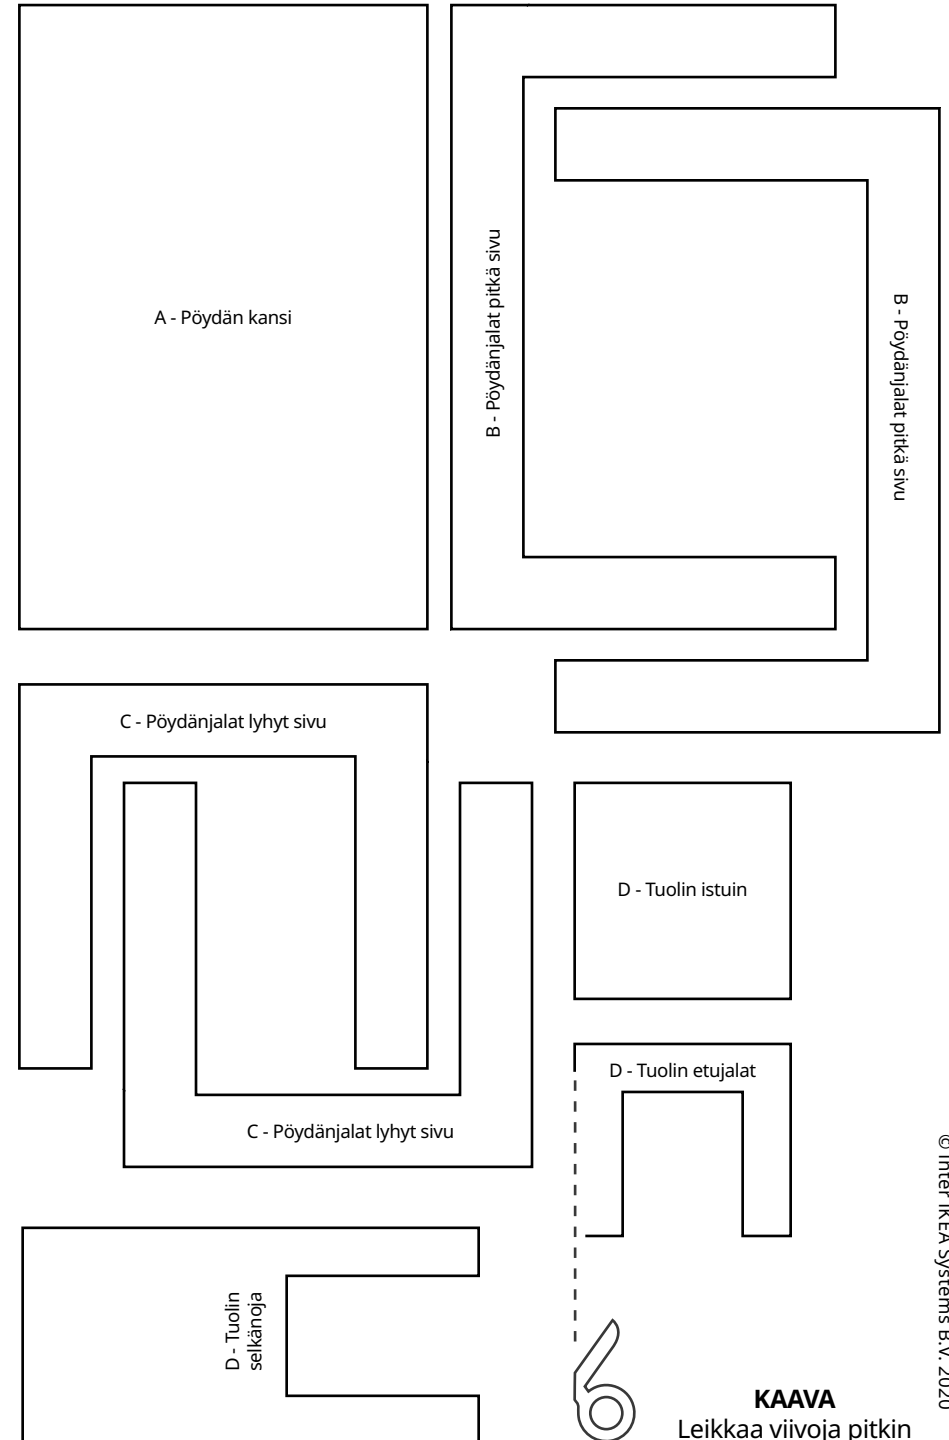 A - Pöydän kansi
B - Pöydänjalat pitkä sivu
B - Pöydänjalat pitkä sivu
C - Pöydänjalat lyhyt sivu
D - Tuolin istuin
D - Tuolin etujalat
C - Pöydänjalat lyhyt sivu
D - Tuolin
selkänoja
© Inter IKEA Systems B.V. 2020
KAAVA
Leikkaa viivoja pitkin